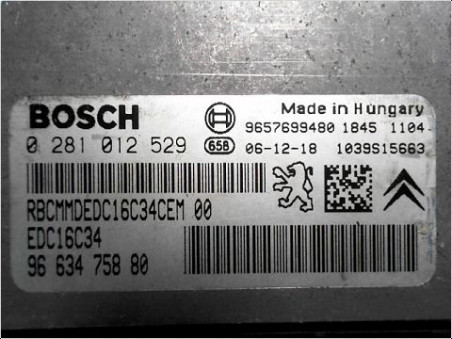 BOSCH Made in Hungary
9657699480 1845 1104
0 281 012 529 658 06-12-18 1039S15663
RBCMMDEDC16C34CEM 00
EDC16C34
96 634 758 80